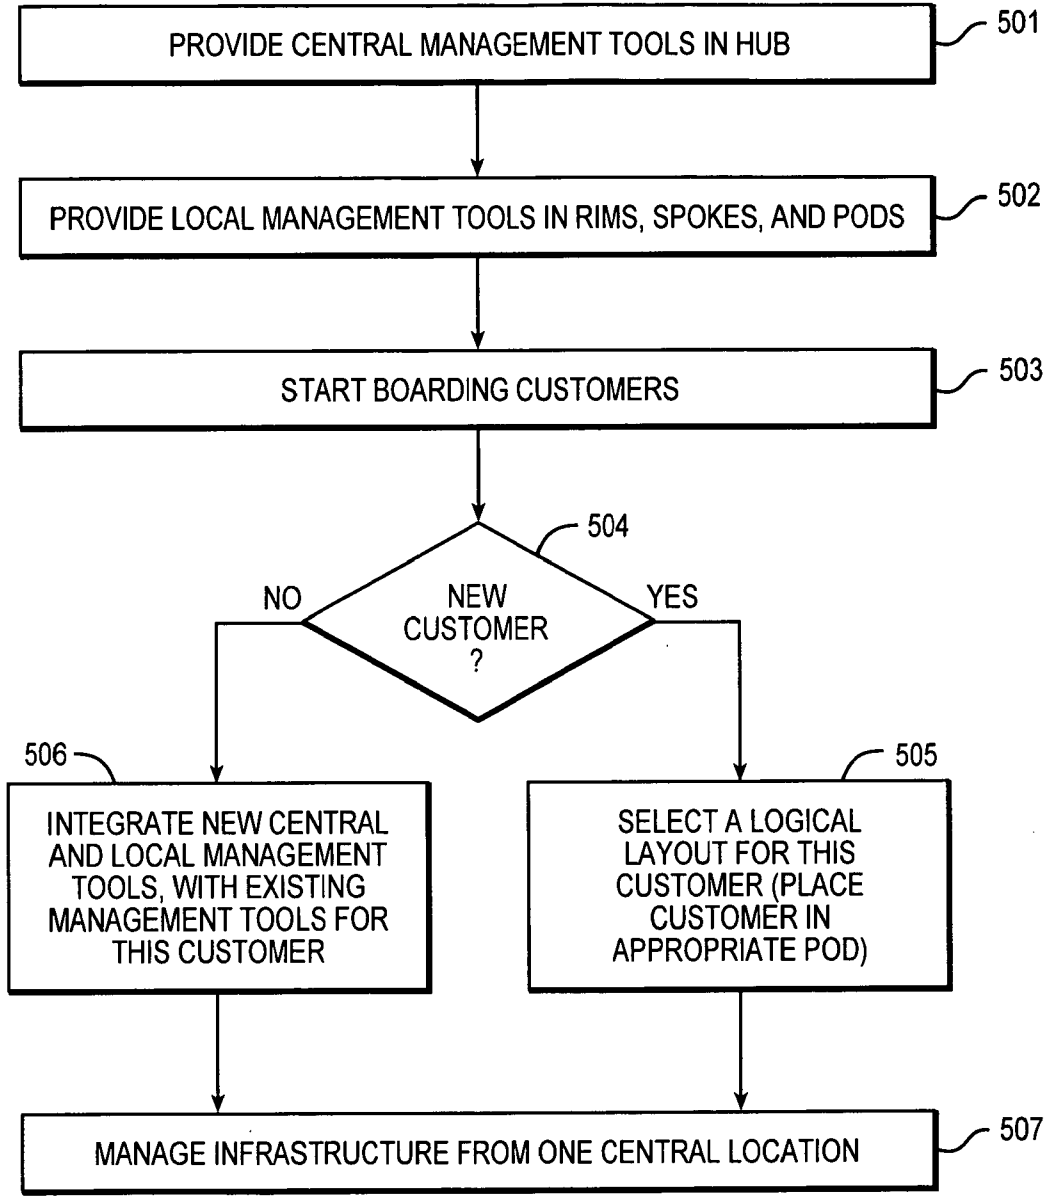 PROVIDE CENTRAL MANAGEMENT TOOLS IN HUB
501
PROVIDE LOCAL MANAGEMENT TOOLS IN RIMS, SPOKES, AND PODS
502
START BOARDING CUSTOMERS
503
504
NO
NEW
CUSTOMER
?
YES
506
INTEGRATE NEW CENTRAL
AND LOCAL MANAGEMENT
TOOLS, WITH EXISTING
MANAGEMENT TOOLS FOR
THIS CUSTOMER
505
SELECT A LOGICAL
LAYOUT FOR THIS
CUSTOMER (PLACE
CUSTOMER IN
APPROPRIATE POD)
MANAGE INFRASTRUCTURE FROM ONE CENTRAL LOCATION
507